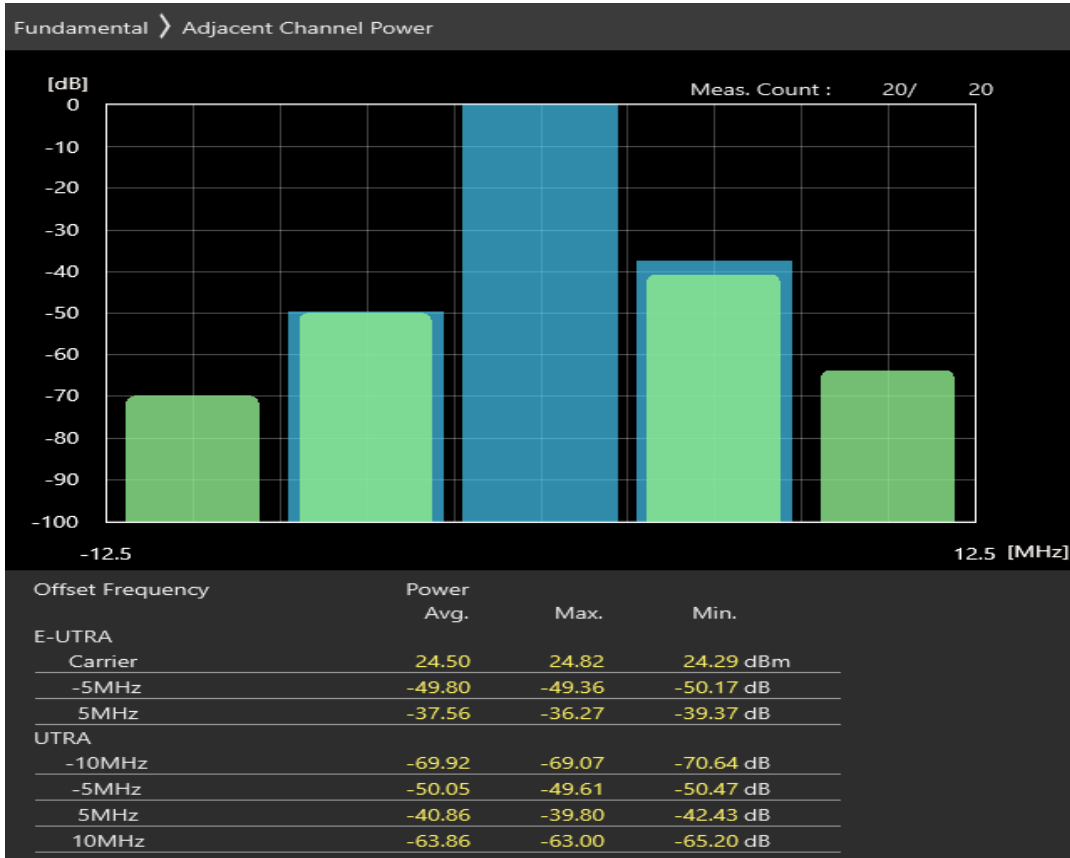 Fundamental 〉 Adjacent Channel Power
[dB]
Meas. Count : 20/ 20
0
-10
-20
-30
-40
-50
-60
-70
-80
-90
-100
-12.5 12.5 [MHz]
Offset Frequency Power
Avg. Max. Min.
E-UTRA
Carrier 24.50 24.82 24.29 dBm
-5MHz -49.80 -49.36 -50.17 dB
5MHz -37.56 -36.27 -39.37 dB
UTRA
-10MHz -69.92 -69.07 -70.64 dB
-5MHz -50.05 -49.61 -50.47 dB
5MHz -40.86 -39.80 -42.43 dB
10MHz -63.86 -63.00 -65.20 dB